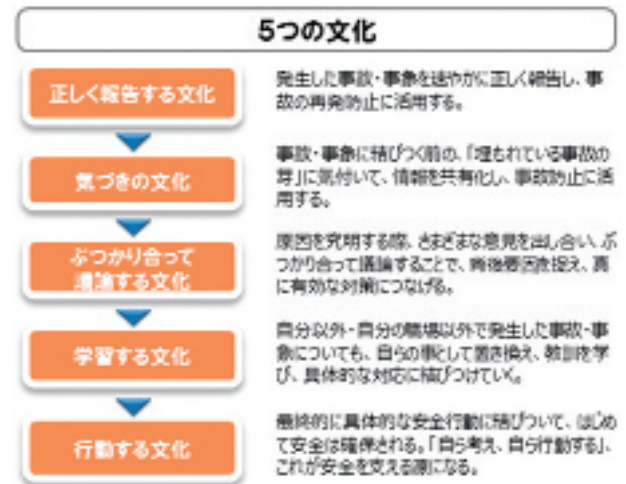 5つの文化
正しく報告する文化
発生した事故・事象を速やかに正しく報告し、事
故の再発防止に活用する。
気づきの文化
事故・事象に結びつく前の、「埋もれている事故の
芽」に気付いて、情報を共有化し、事故防止に活
用する。
ぶつかり合って
議論する文化
原因を究明する際、さまざまな意見を出し合い、ぶ
つかり合って議論することで、背後要因を捉え、真
に有効な対策につなげる。
学習する文化
自分以外・自分の職場以外で発生した事故・事
象についても、自らの事として置き換え、教訓を学
び、具体的な対応に結びつけていく。
行動する文化
最終的に具体的な安全行動に結びついて、はじめ
て安全は確保される。「自ら考え、自ら行動する」、
これが安全を支える源になる。